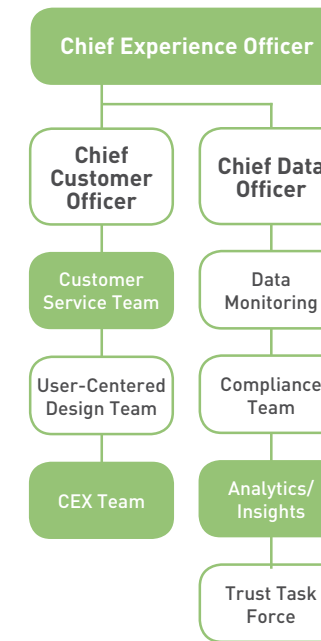 Chief Experience Officer
Chief
Customer
Officer
Customer
Service Team
User-Centered
Design Team
CEX Team
Chief Data
Officer
Data
Monitoring
Compliance
Team
Analytics/
Insights
Trust Task
Force